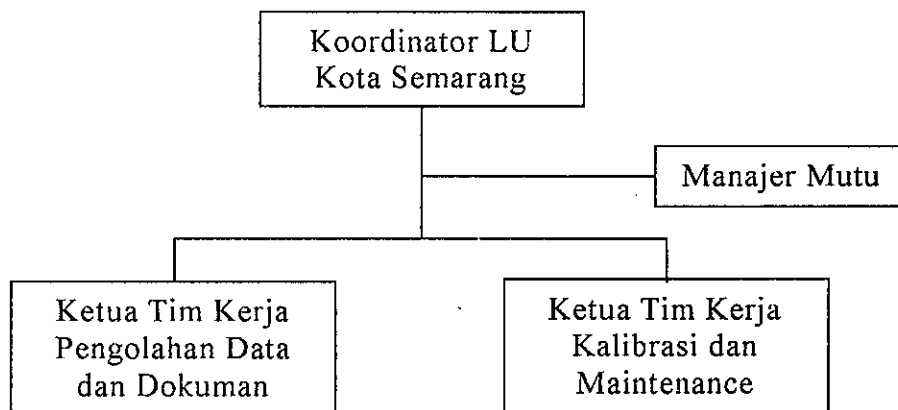 Koordinator LU
Kota Semarang
Manajer Mutu
Ketua Tim Kerja
Pengolahan Data
dan Dokuman
Ketua Tim Kerja
Kalibrasi dan
Maintenance